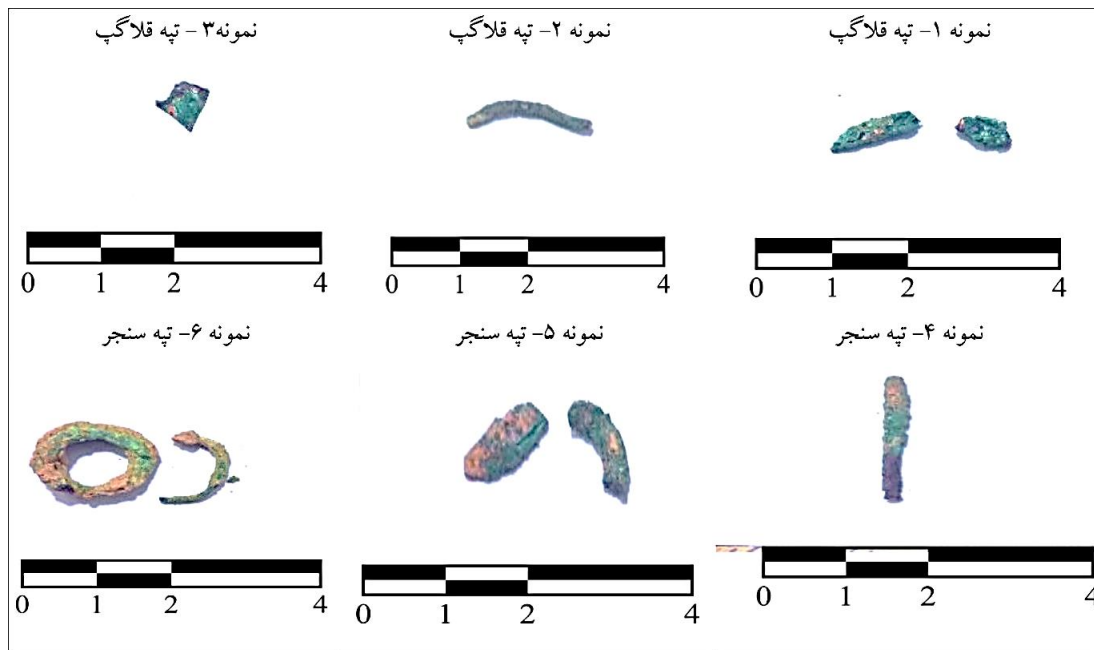 نمونه ۱- تپه قلاگپ
نمونه ۲- تپه قلاگپ
نمونه۳ - تپه قلاگپ
0 1 2 4
0 1 2 4
0 1 2 4
نمونه ۴- تپه سنجر
نمونه ۵- تپه سنجر
نمونه ۶- تپه سنجر
0 1 2 4
0 1 2 4
0 1 2 4